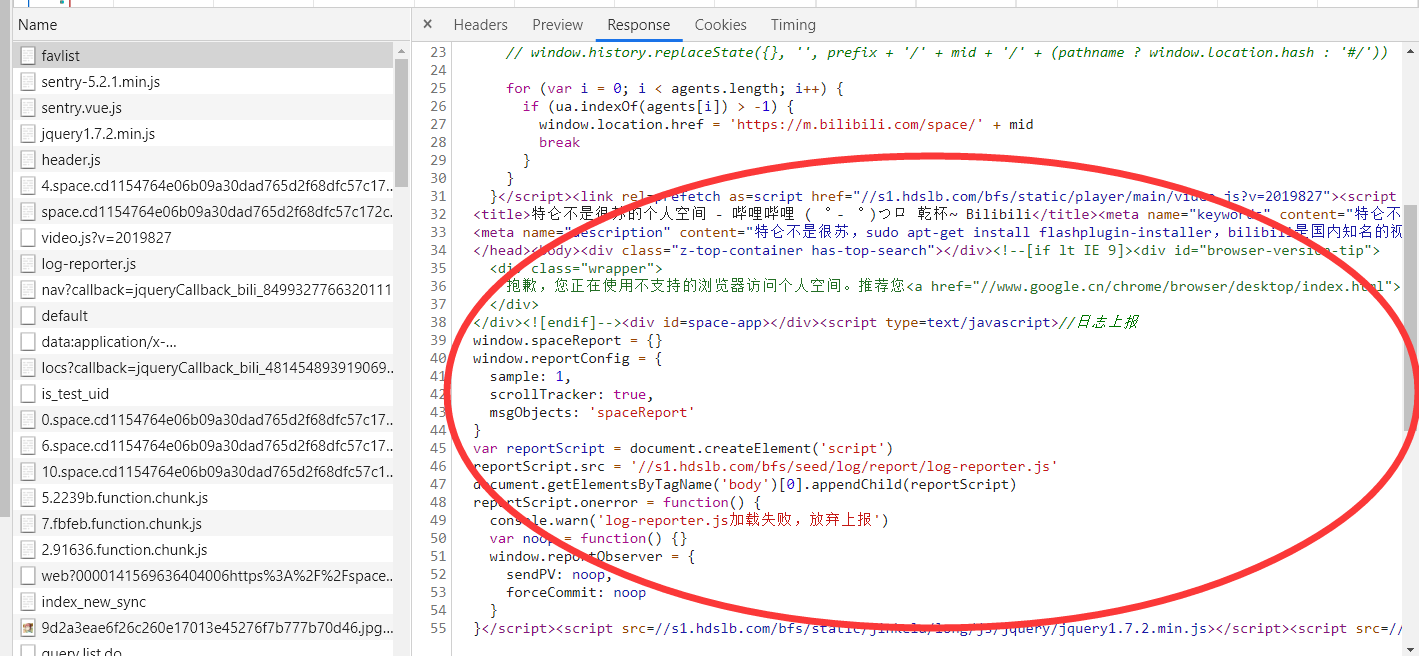 Name
× Headers Preview Response Cookies Timing
favlist
sentry-5.2.1.min.js
sentry.vue.js
jquery1.7.2.min.js
header.js
4.space.cd1154764e06b09a30dad765d2f68dfc57c17...
space.cd1154764e06b09a30dad765d2f68dfc57c172c...
video.js?v=2019827
log-reporter.js
nav?callback=jqueryCallback_bili_8499327766320111
default
data:application/x-...
locs?callback=jqueryCallback_bili_481454893919069...
is_test_uid
0.space.cd1154764e06b09a30dad765d2f68dfc57c17...
6.space.cd1154764e06b09a30dad765d2f68dfc57c17...
10.space.cd1154764e06b09a30dad765d2f68dfc57c1...
5.2239b.function.chunk.js
7.fbfeb.function.chunk.js
2.91636.function.chunk.js
web?0000141569636404006https%3A%2F%2Fspace...
index_new_sync
9d2a3eae6f26c260e17013e45276f7b777b70d46.jpg...
query.list.do
23 // window.history.replaceState({}, '', prefix + '/' + mid + '/' + (pathname ? window.location.hash : '#/'))
24
25 for (var i = 0; i < agents.length; i++) {
26 if (ua.indexOf(agents[i]) > -1) {
27 window.location.href = 'https://m.bilibili.com/space/' + mid
28 break
29 }
30 }
31 }</script><link rel=prefetch as=script href="//s1.hdslb.com/bfs/static/player/main/video.js?v=2019827"><script
32 <title>特仑不是很苏的个人空间 - 哔哩哔哩 ( ゜- ゜)つロ 乾杯~ Bilibili</title><meta name="keywords" content="特仑不
33 <meta name="description" content="特仑不是很苏，sudo apt-get install flashplugin-installer，bilibili是国内知名的视
34 </head><body><div class="z-top-container has-top-search"></div><!--[if lt IE 9]><div id="browser-version-tip">
35 <div class="wrapper">
36 抱歉，您正在使用不支持的浏览器访问个人空间。推荐您<a href="//www.google.cn/chrome/browser/desktop/index.html">
37 </div>
38 </div><![endif]--><div id=space-app></div><script type=text/javascript>//日志上报
39 window.spaceReport = {}
40 window.reportConfig = {
41 sample: 1,
42 scrollTracker: true,
43 msgObjects: 'spaceReport'
44 }
45 var reportScript = document.createElement('script')
46 reportScript.src = '//s1.hdslb.com/bfs/seed/log/report/log-reporter.js'
47 document.getElementsByTagName('body')[0].appendChild(reportScript)
48 reportScript.onerror = function() {
49 console.warn('log-reporter.js加载失败，放弃上报')
50 var noop = function() {}
51 window.reportObserver = {
52 sendPV: noop,
53 forceCommit: noop
54 }
55 }</script><script src=//s1.hdslb.com/bfs/static/jinkela/long/js/jquery/jquery1.7.2.min.js></script><script src=//